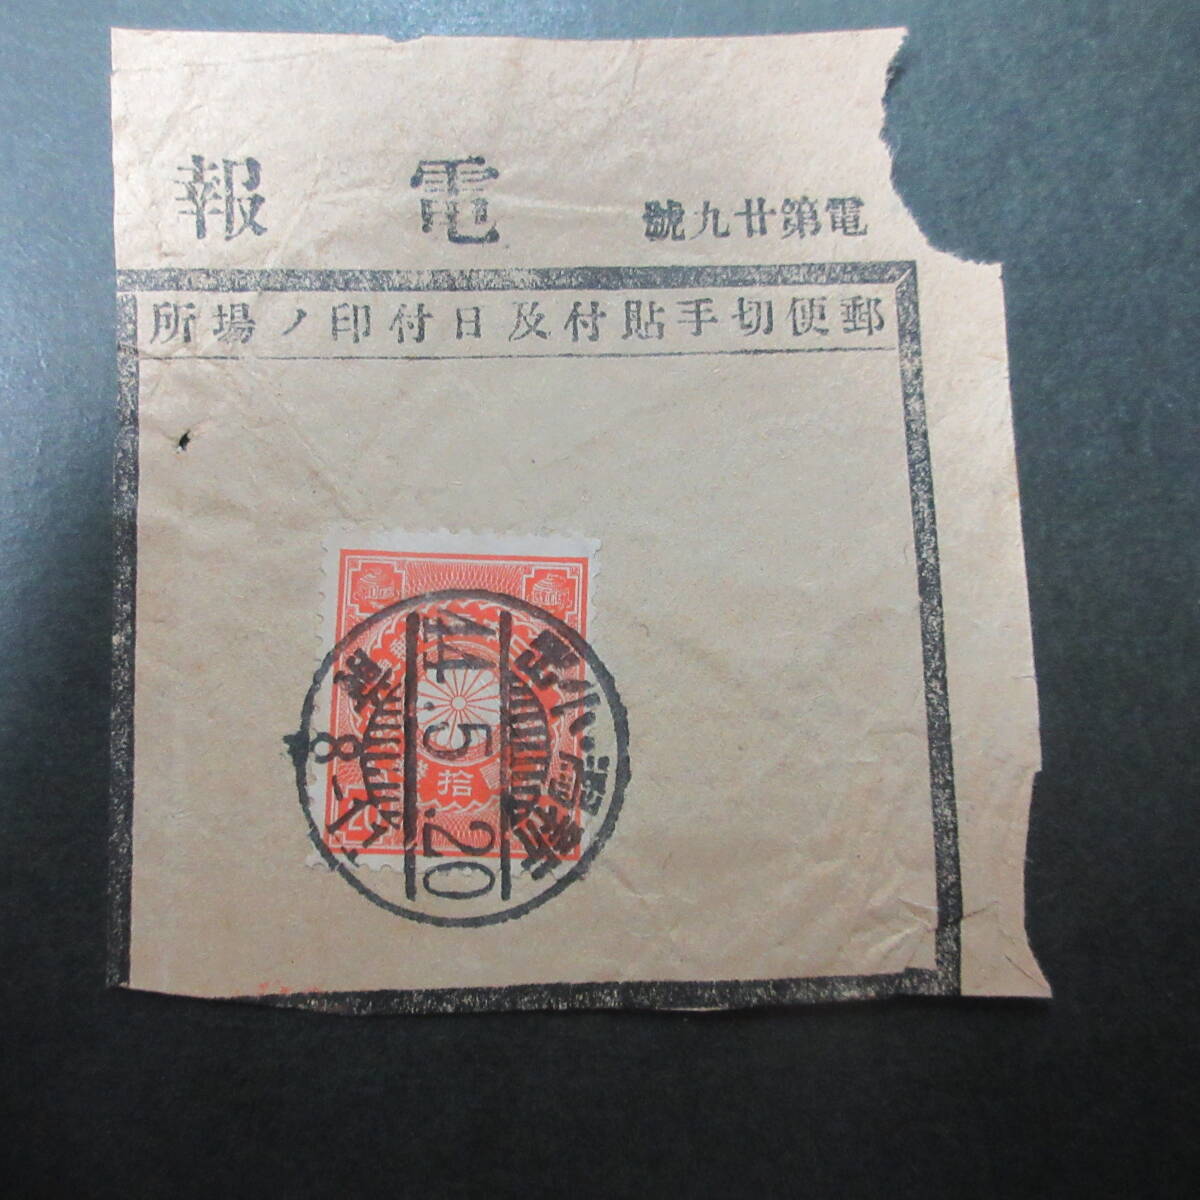 電第廿九號
電報
郵便切手貼付及日付印ノ場所
拾
44.5.20